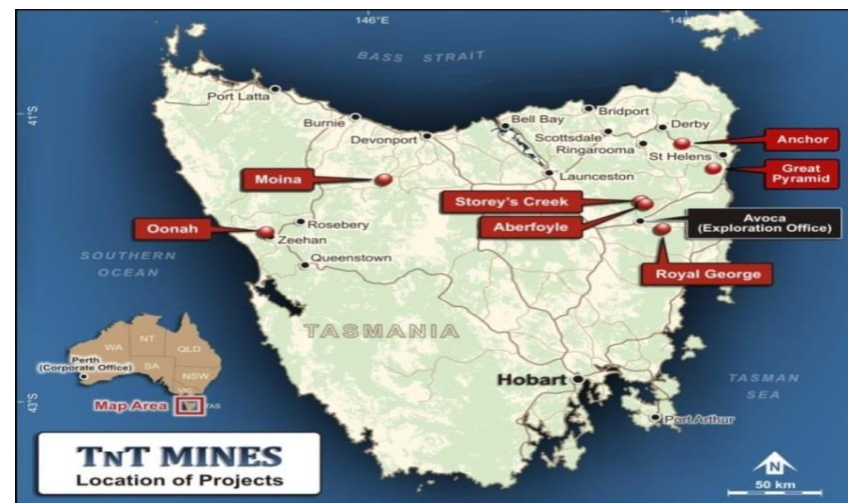 146°E
148°E
BASS STRAIT
Port Latta
41°S
Burnie
Devonport
Bell Bay
Bridport
Scottsdale
Derby
Ringarooma
Anchor
St Helens
Great
Pyramid
Launceston
Moina
Storey's Creek
Aberfoyle
Avoca
(Exploration Office)
Oonah
Rosebery
Zeehan
Queenstown
Royal George
SOUTHERN
OCEAN
TASMANIA
WA
NT
QLD
SA
NSW
VIC
TAS
Perth
(Corporate Office)
Map Area
Hobart
TASMAN
SEA
43°S
Port Arthur
TNT MINES
Location of Projects
N
50 km